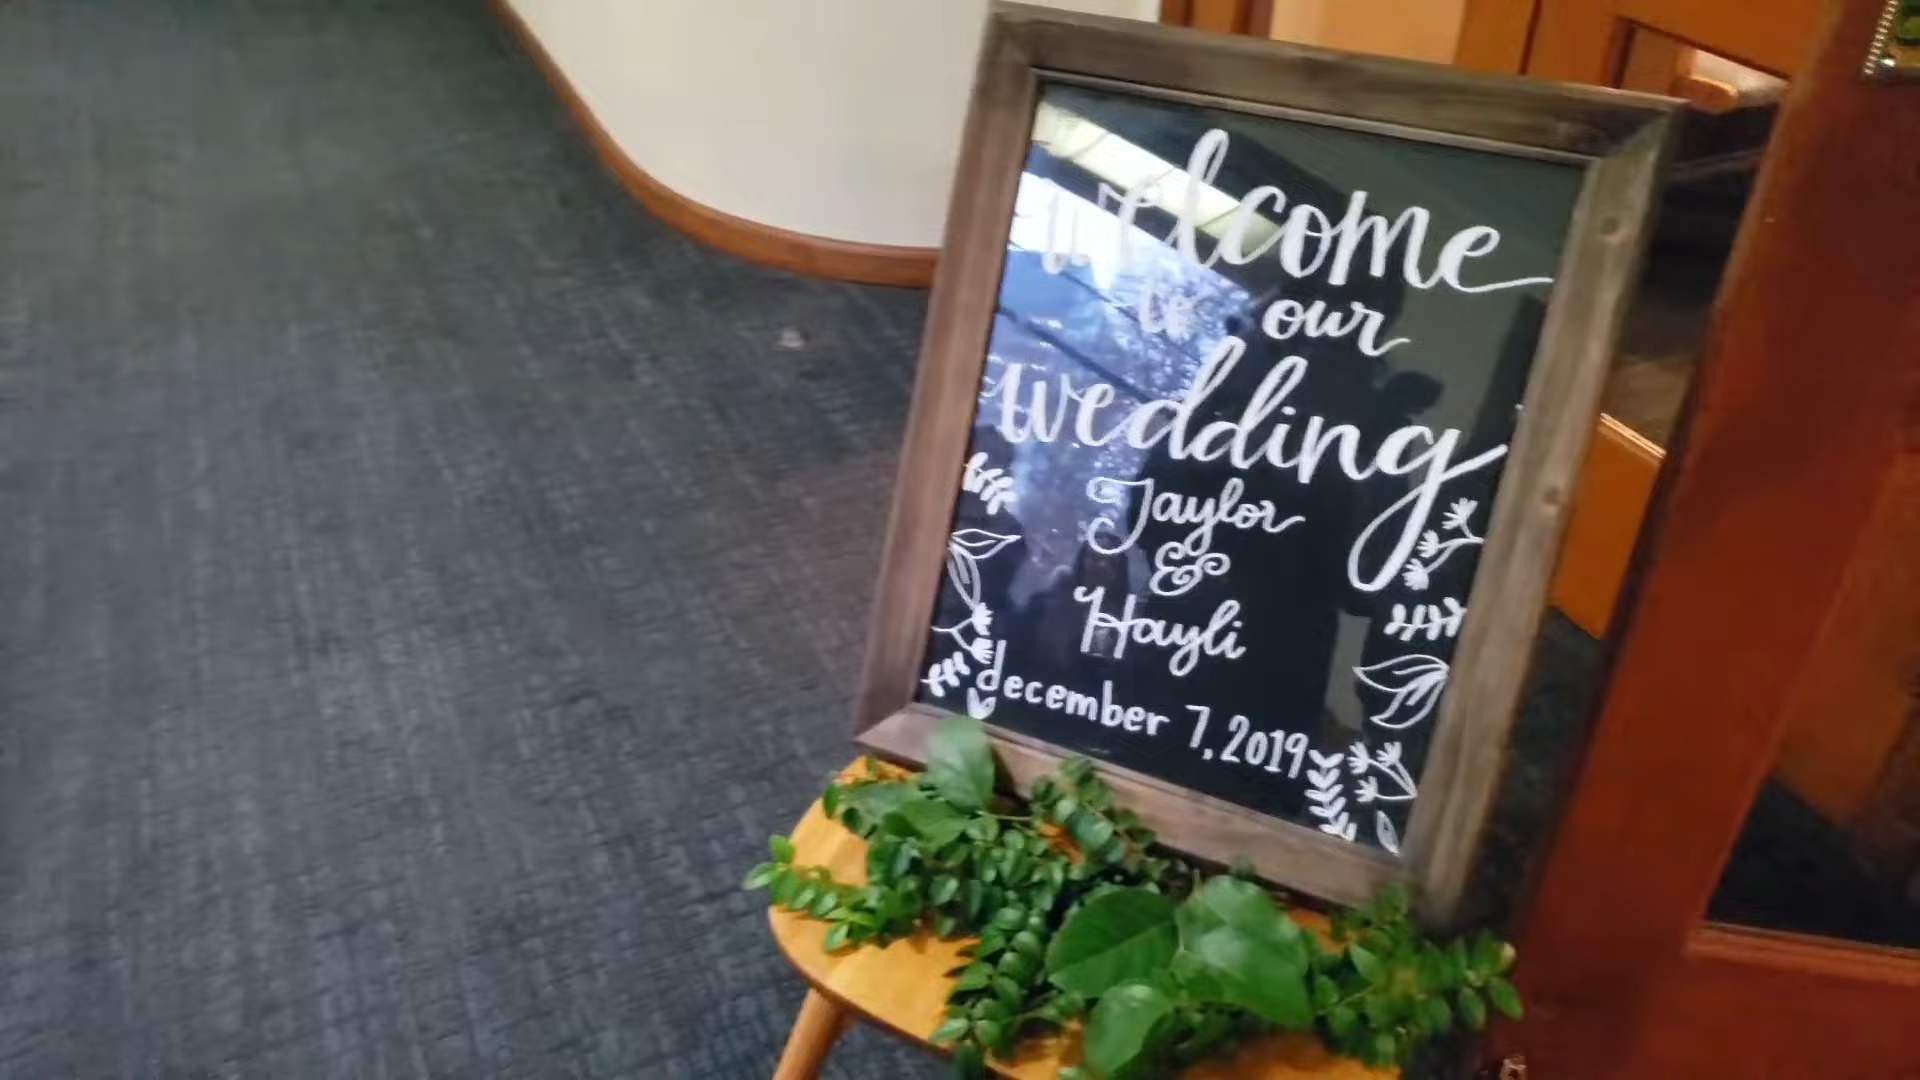 welcome
to our
wedding
Taylor
&
Hayli
december 7, 2019